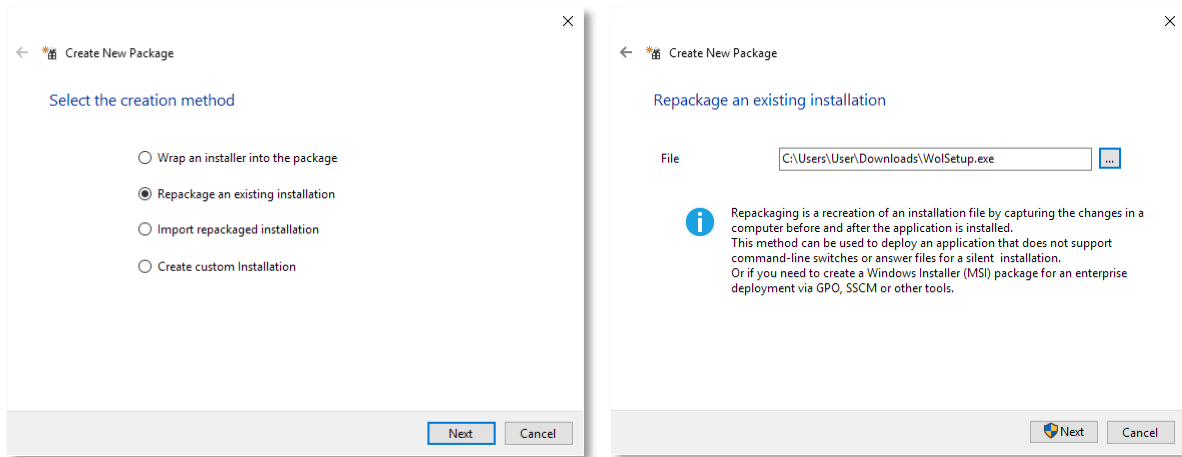 Create New Package
Select the creation method
Wrap an installer into the package
Repackage an existing installation
Import repackaged installation
Create custom Installation
Next
Cancel
Create New Package
Repackage an existing installation
File
C:\Users\User\Downloads\WolSetup.exe
...
Repackaging is a recreation of an installation file by capturing the changes in a
computer before and after the application is installed.
This method can be used to deploy an application that does not support
command-line switches or answer files for a silent installation.
Or if you need to create a Windows Installer (MSI) package for an enterprise
deployment via GPO, SSCM or other tools.
Next
Cancel